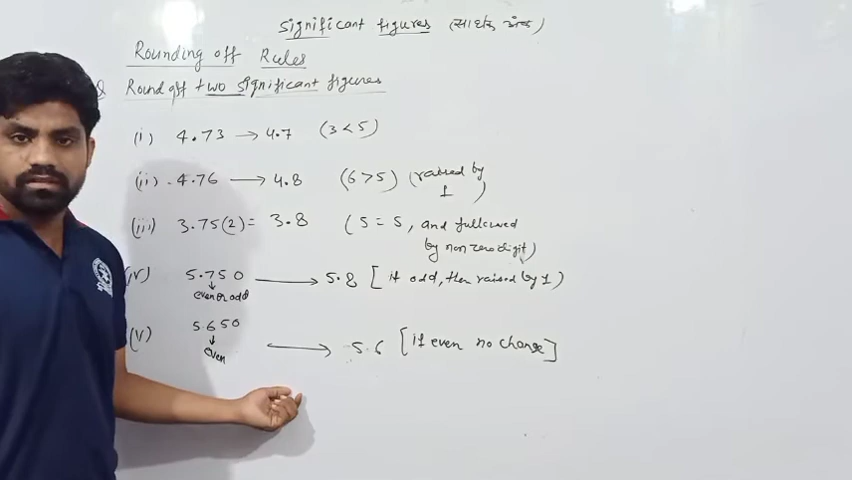 Significant figures (सार्थक अंक)
Rounding off Rules
Q Round off two significant figures
(i) 4.73 → 4.7 (3 < 5)
(ii) 4.76 → 4.8 (6 > 5) (raised by 1)
(iii) 3.75(2) = 3.8 (5 = 5, and followed by non zero digit)
(iv) 5.750 → 5.8 [if odd, then raised by 1)
↓
even or odd
(v) 5.650 → 5.6 [if even no change]
↓
even